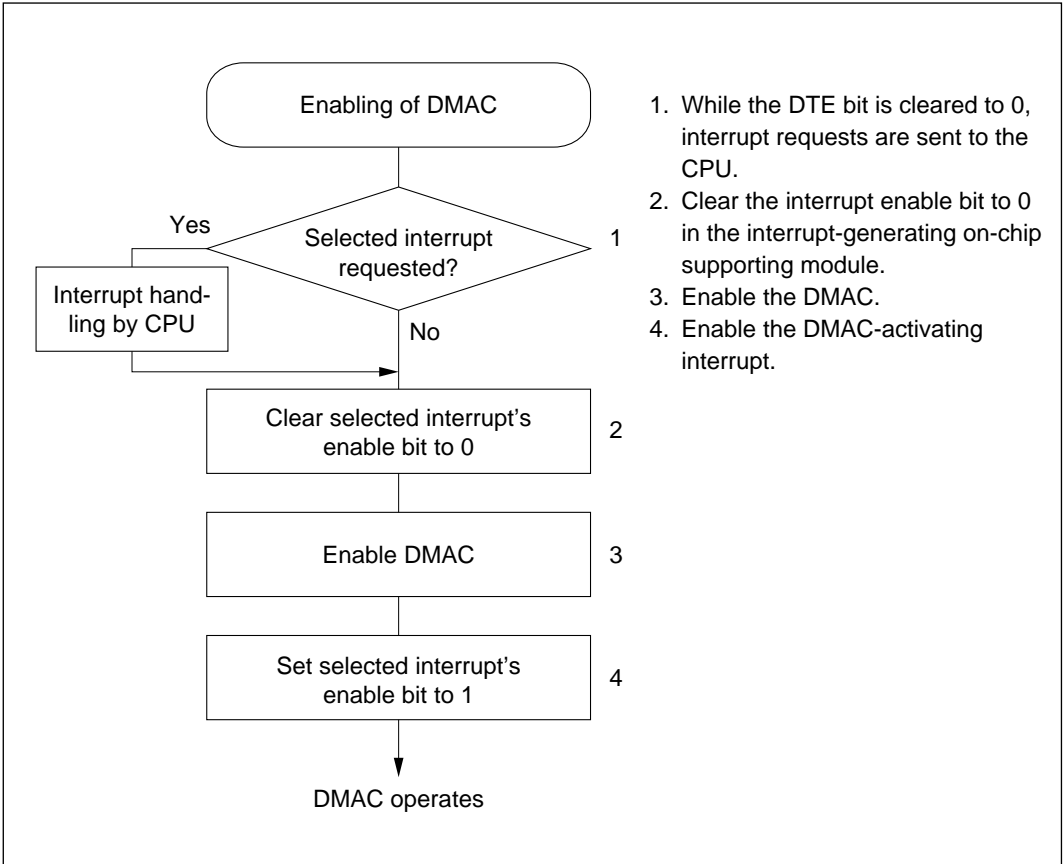 Enabling of DMAC
Yes
Selected interrupt
requested?
1
Interrupt hand-
ling by CPU
No
Clear selected interrupt's
enable bit to 0
2
Enable DMAC
3
Set selected interrupt's
enable bit to 1
4
DMAC operates
1. While the DTE bit is cleared to 0,
interrupt requests are sent to the
CPU.
2. Clear the interrupt enable bit to 0
in the interrupt-generating on-chip
supporting module.
3. Enable the DMAC.
4. Enable the DMAC-activating
interrupt.